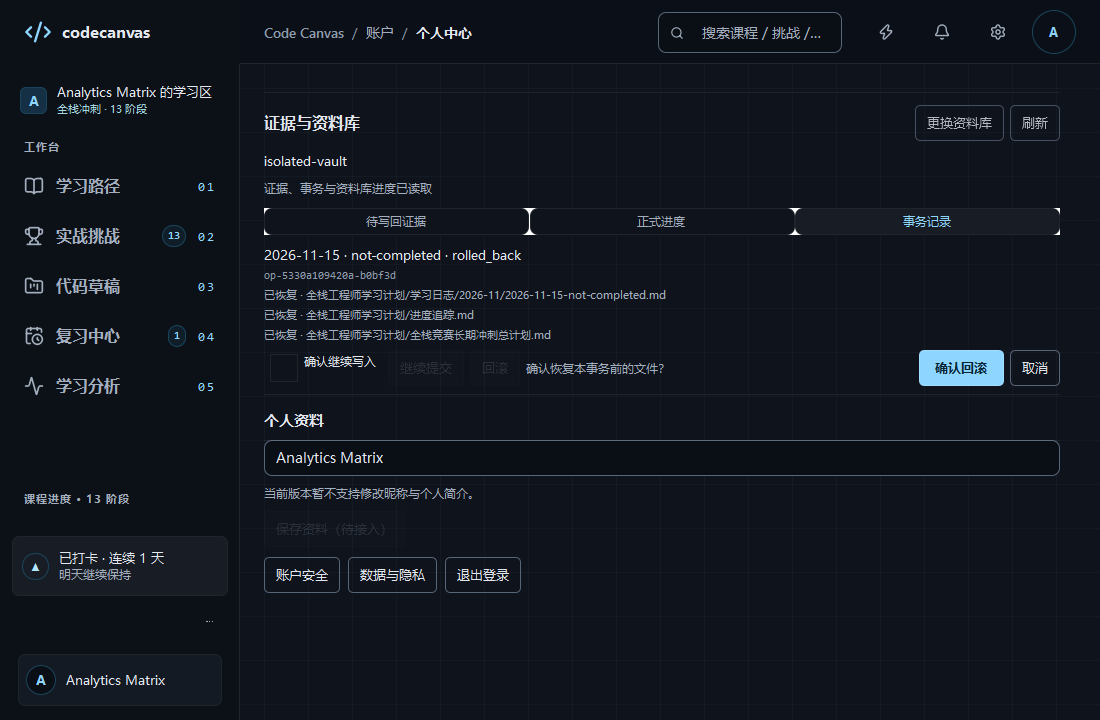 codecanvas
Code Canvas / 账户 / 个人中心
搜索课程 / 挑战 /...
A
A
Analytics Matrix 的学习区
全栈冲刺 · 13 阶段
工作台
学习路径 01
实战挑战 13 02
代码草稿 03
复习中心 1 04
学习分析 05
课程进度 • 13 阶段
已打卡 · 连续 1 天
明天继续保持
...
A
Analytics Matrix
证据与资料库
更换资料库
刷新
isolated-vault
证据、事务与资料库进度已读取
待写回证据
正式进度
事务记录
2026-11-15 · not-completed · rolled_back
op-5330a109420a-b0bf3d
已恢复 · 全栈工程师学习计划/学习日志/2026-11/2026-11-15-not-completed.md
已恢复 · 全栈工程师学习计划/进度追踪.md
已恢复 · 全栈工程师学习计划/全栈竞赛长期冲刺总计划.md
确认继续写入
继续提交
回滚
确认恢复本事务前的文件?
确认回滚
取消
个人资料
Analytics Matrix
当前版本暂不支持修改昵称与个人简介。
保存资料（待接入）
账户安全
数据与隐私
退出登录